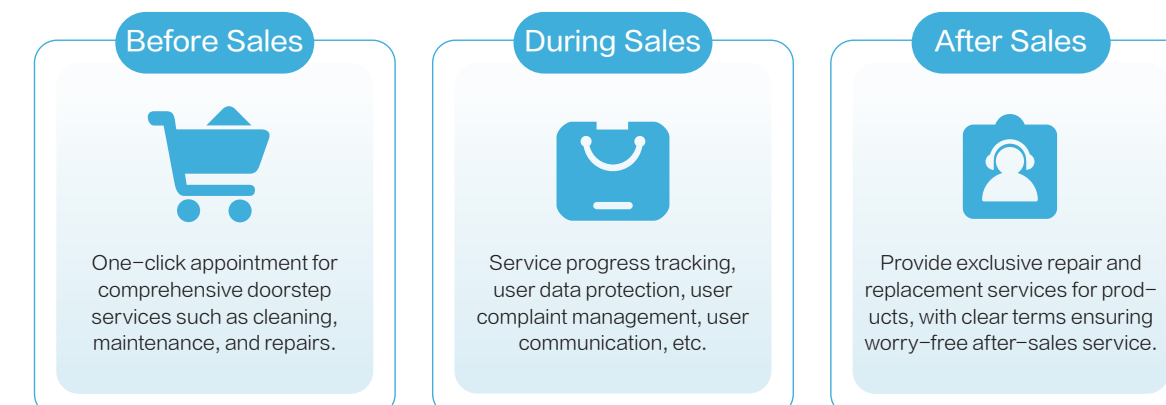 Before Sales
One-click appointment for
comprehensive doorstep
services such as cleaning,
maintenance, and repairs.
During Sales
Service progress tracking,
user data protection, user
complaint management, user
communication, etc.
After Sales
Provide exclusive repair and
replacement services for prod-
ucts, with clear terms ensuring
worry-free after-sales service.